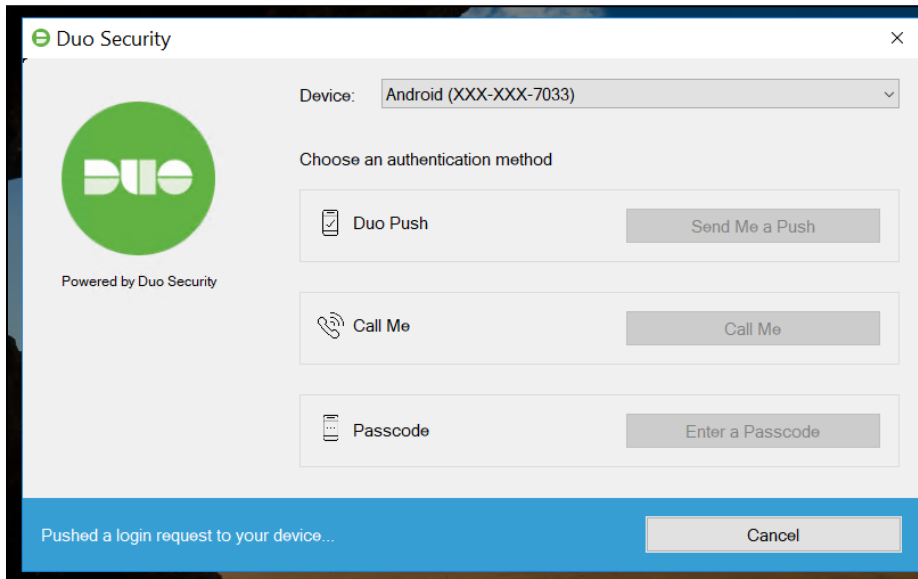 Duo Security
Device: Android (XXX-XXX-7033)
DUO
Choose an authentication method
Duo Push Send Me a Push
Powered by Duo Security
Call Me Call Me
Passcode Enter a Passcode
Pushed a login request to your device... Cancel